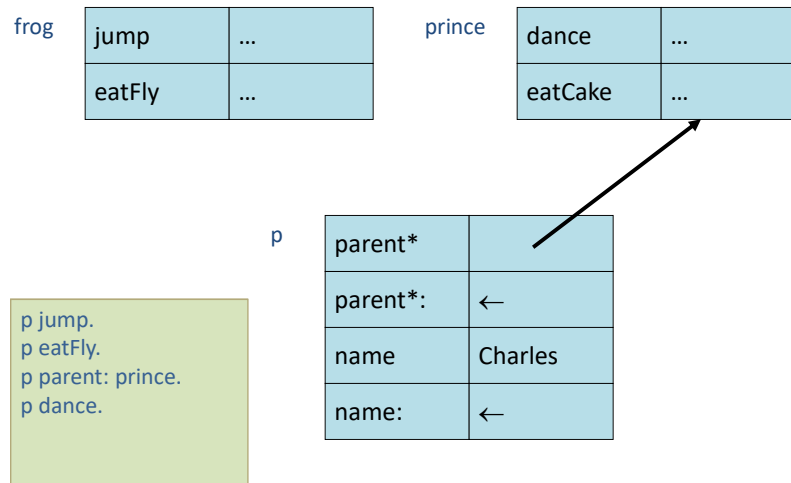 frog
jump ...
eatFly ...
prince
dance ...
eatCake ...
p
parent*
parent*: ←
name Charles
name: ←
p jump.
p eatFly.
p parent: prince.
p dance.